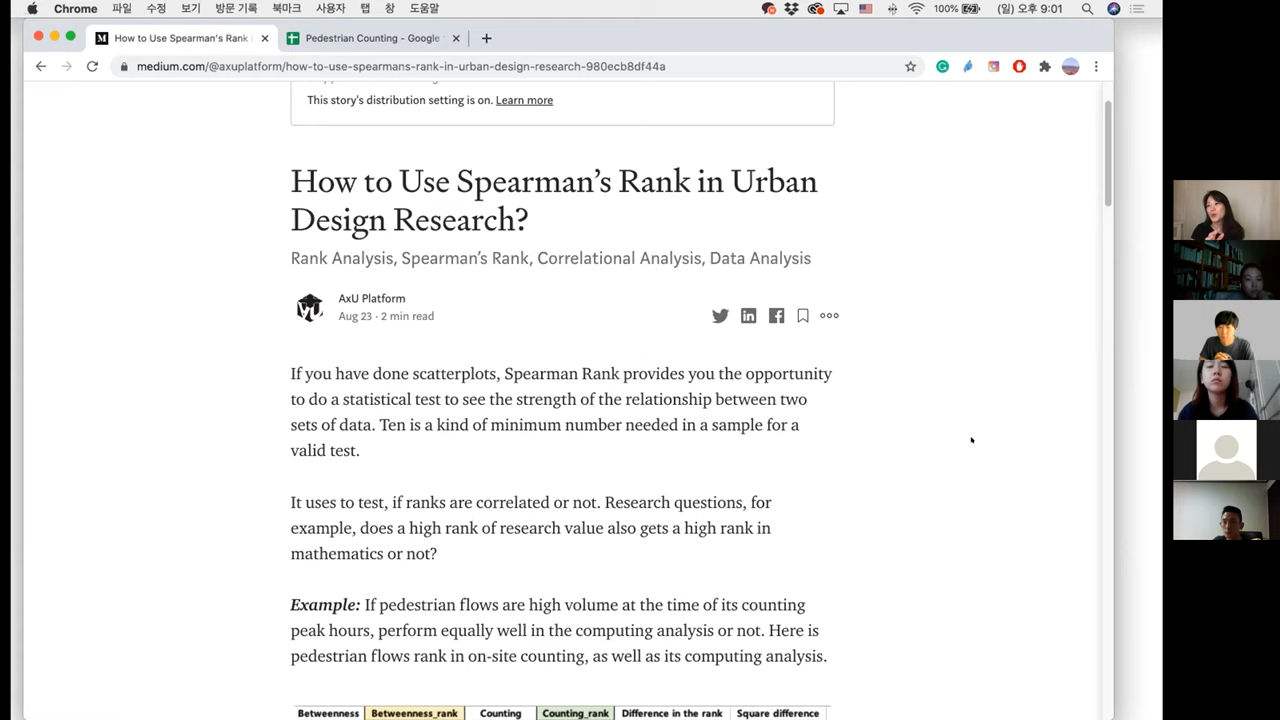 Chrome 파일 수정 보기 방문 기록 북마크 사용자 탭 창 도움말 100% (일) 오후 9:01
How to Use Spearman's Rank
Pedestrian Counting - Google
medium.com/@axuplatform/how-to-use-spearmans-rank-in-urban-design-research-980ecb8df44a
This story's distribution setting is on. Learn more
How to Use Spearman's Rank in Urban
Design Research?
Rank Analysis, Spearman's Rank, Correlational Analysis, Data Analysis
AxU Platform
Aug 23 · 2 min read
If you have done scatterplots, Spearman Rank provides you the opportunity
to do a statistical test to see the strength of the relationship between two
sets of data. Ten is a kind of minimum number needed in a sample for a
valid test.
It uses to test, if ranks are correlated or not. Research questions, for
example, does a high rank of research value also gets a high rank in
mathematics or not?
Example: If pedestrian flows are high volume at the time of its counting
peak hours, perform equally well in the computing analysis or not. Here is
pedestrian flows rank in on-site counting, as well as its computing analysis.
Betweenness Betweenness_rank Counting Counting_rank Difference in the rank Square difference